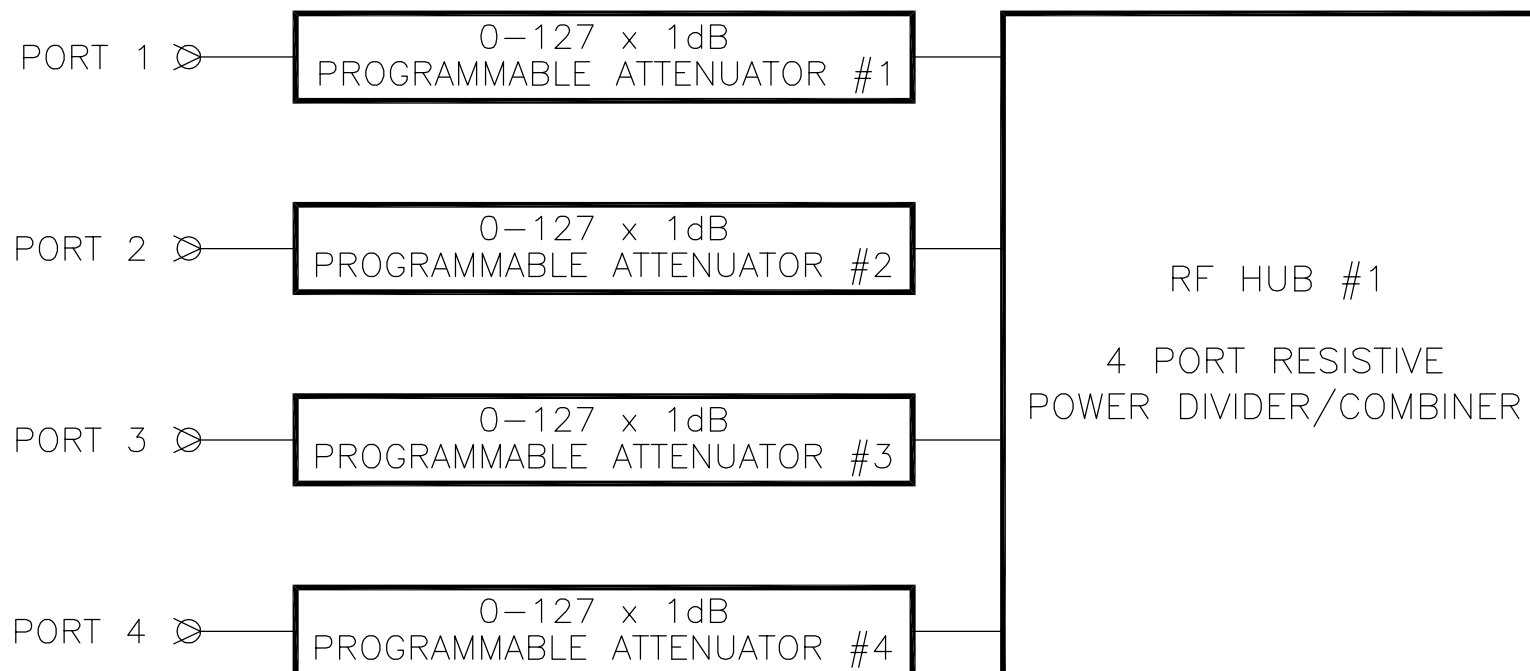 PORT 1
0-127 x 1dB
PROGRAMMABLE ATTENUATOR #1
PORT 2
0-127 x 1dB
PROGRAMMABLE ATTENUATOR #2
PORT 3
0-127 x 1dB
PROGRAMMABLE ATTENUATOR #3
PORT 4
0-127 x 1dB
PROGRAMMABLE ATTENUATOR #4
RF HUB #1
4 PORT RESISTIVE
POWER DIVIDER/COMBINER